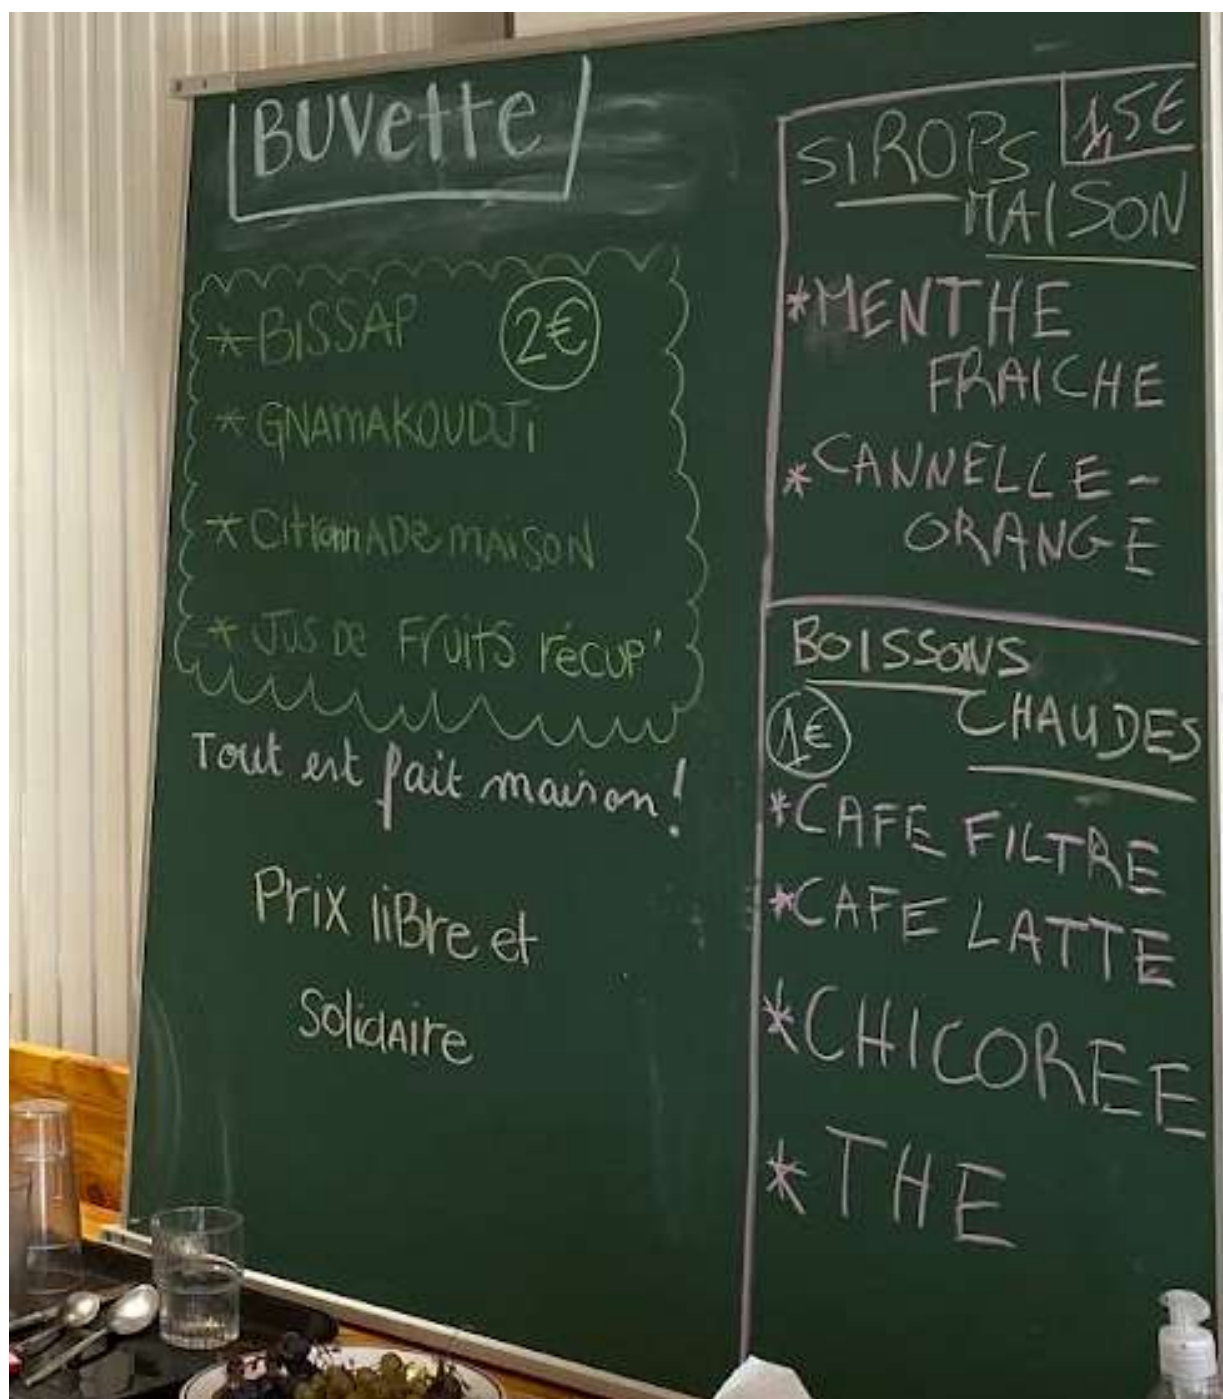 BUVette
*BISSAP 2€
*GNAMAKOUDJi
*CitronnADe MAiSON
*JUS De FruitS récup'
Tout est fait maison!
Prix liBre et
SolidAire
SiROPS 1,5€
MAISON
*MENTHE
FRAICHE
*CANNELLE-
ORANGE
BOISSONS
CHAUDES
1€
*CAFE FILTRE
*CAFE LATTE
*CHICOREE
*THE